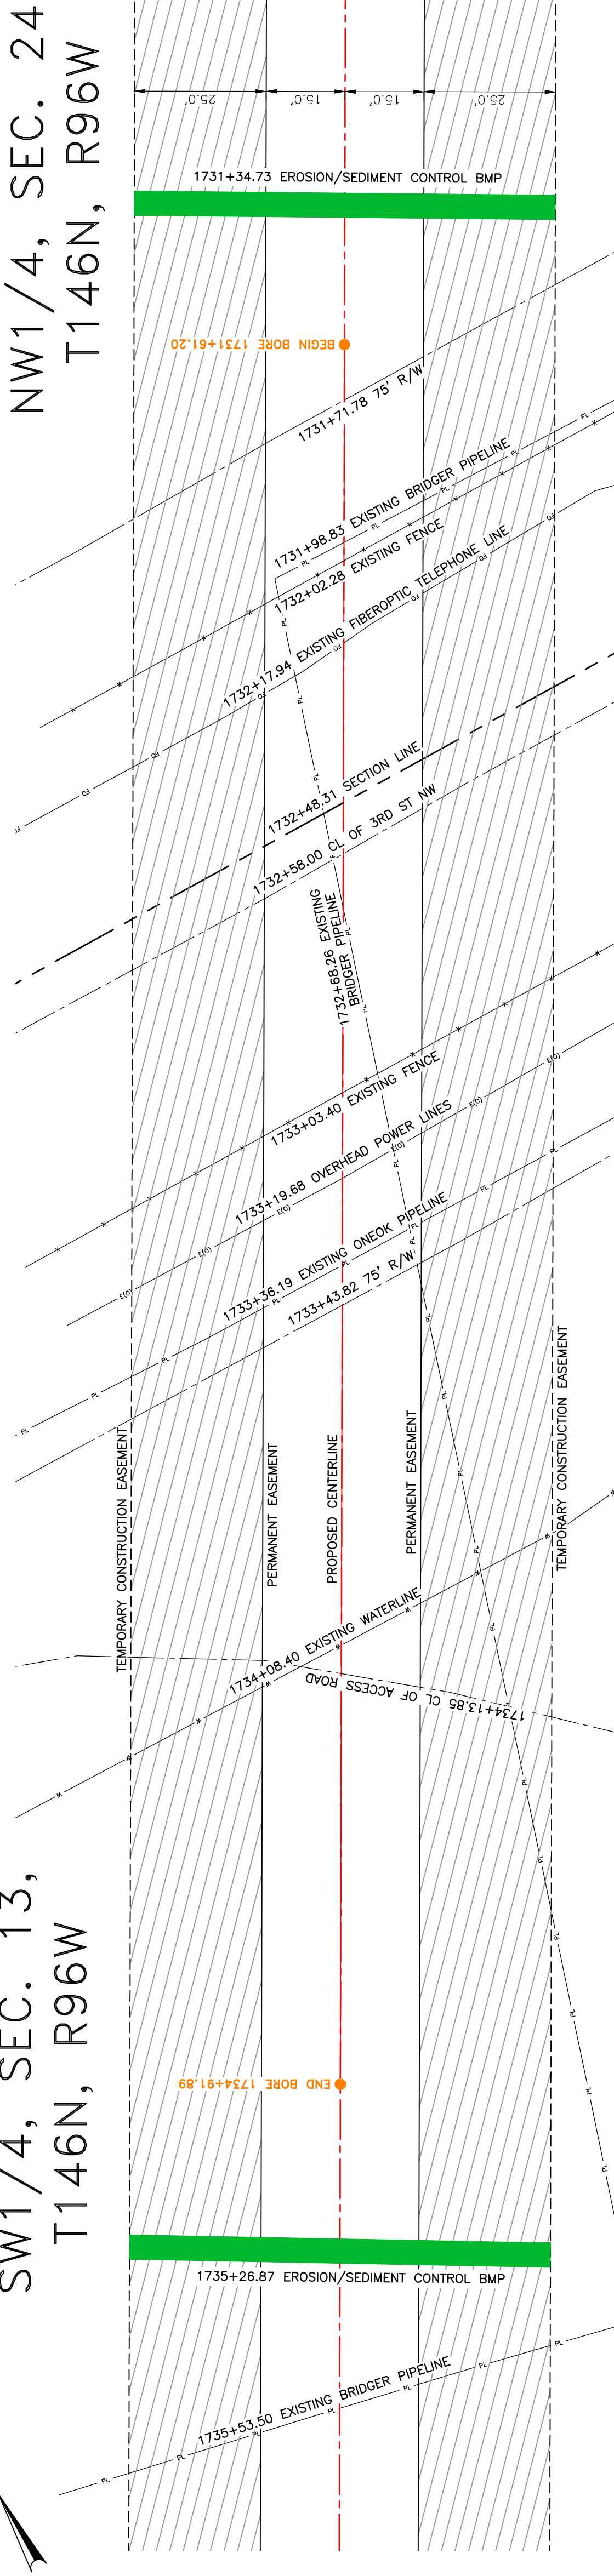 NW1/4, SEC. 24
T146N, R96W
25.0'
15.0'
15.0'
25.0'
1731+34.73 EROSION/SEDIMENT CONTROL BMP
BEGIN BORE 1731+61.20
1731+71.78 75' R/W
1731+98.83 EXISTING BRIDGER PIPELINE
1732+02.28 EXISTING FENCE
1732+17.94 EXISTING FIBEROPTIC TELEPHONE LINE
1732+48.31 SECTION LINE
1732+58.00 CL OF 3RD ST NW
1732+68.26 EXISTING
BRIDGER PIPELINE
1733+03.40 EXISTING FENCE
1733+19.68 OVERHEAD POWER LINES
1733+36.19 EXISTING ONEOK PIPELINE
1733+43.82 75' R/W
TEMPORARY CONSTRUCTION EASEMENT
PERMANENT EASEMENT
PROPOSED CENTERLINE
PERMANENT EASEMENT
TEMPORARY CONSTRUCTION EASEMENT
1734+08.40 EXISTING WATERLINE
1734+13.85 CL OF ACCESS ROAD
SW1/4, SEC. 13,
T146N, R96W
END BORE 1734+91.89
1735+26.87 EROSION/SEDIMENT CONTROL BMP
1735+53.50 EXISTING BRIDGER PIPELINE